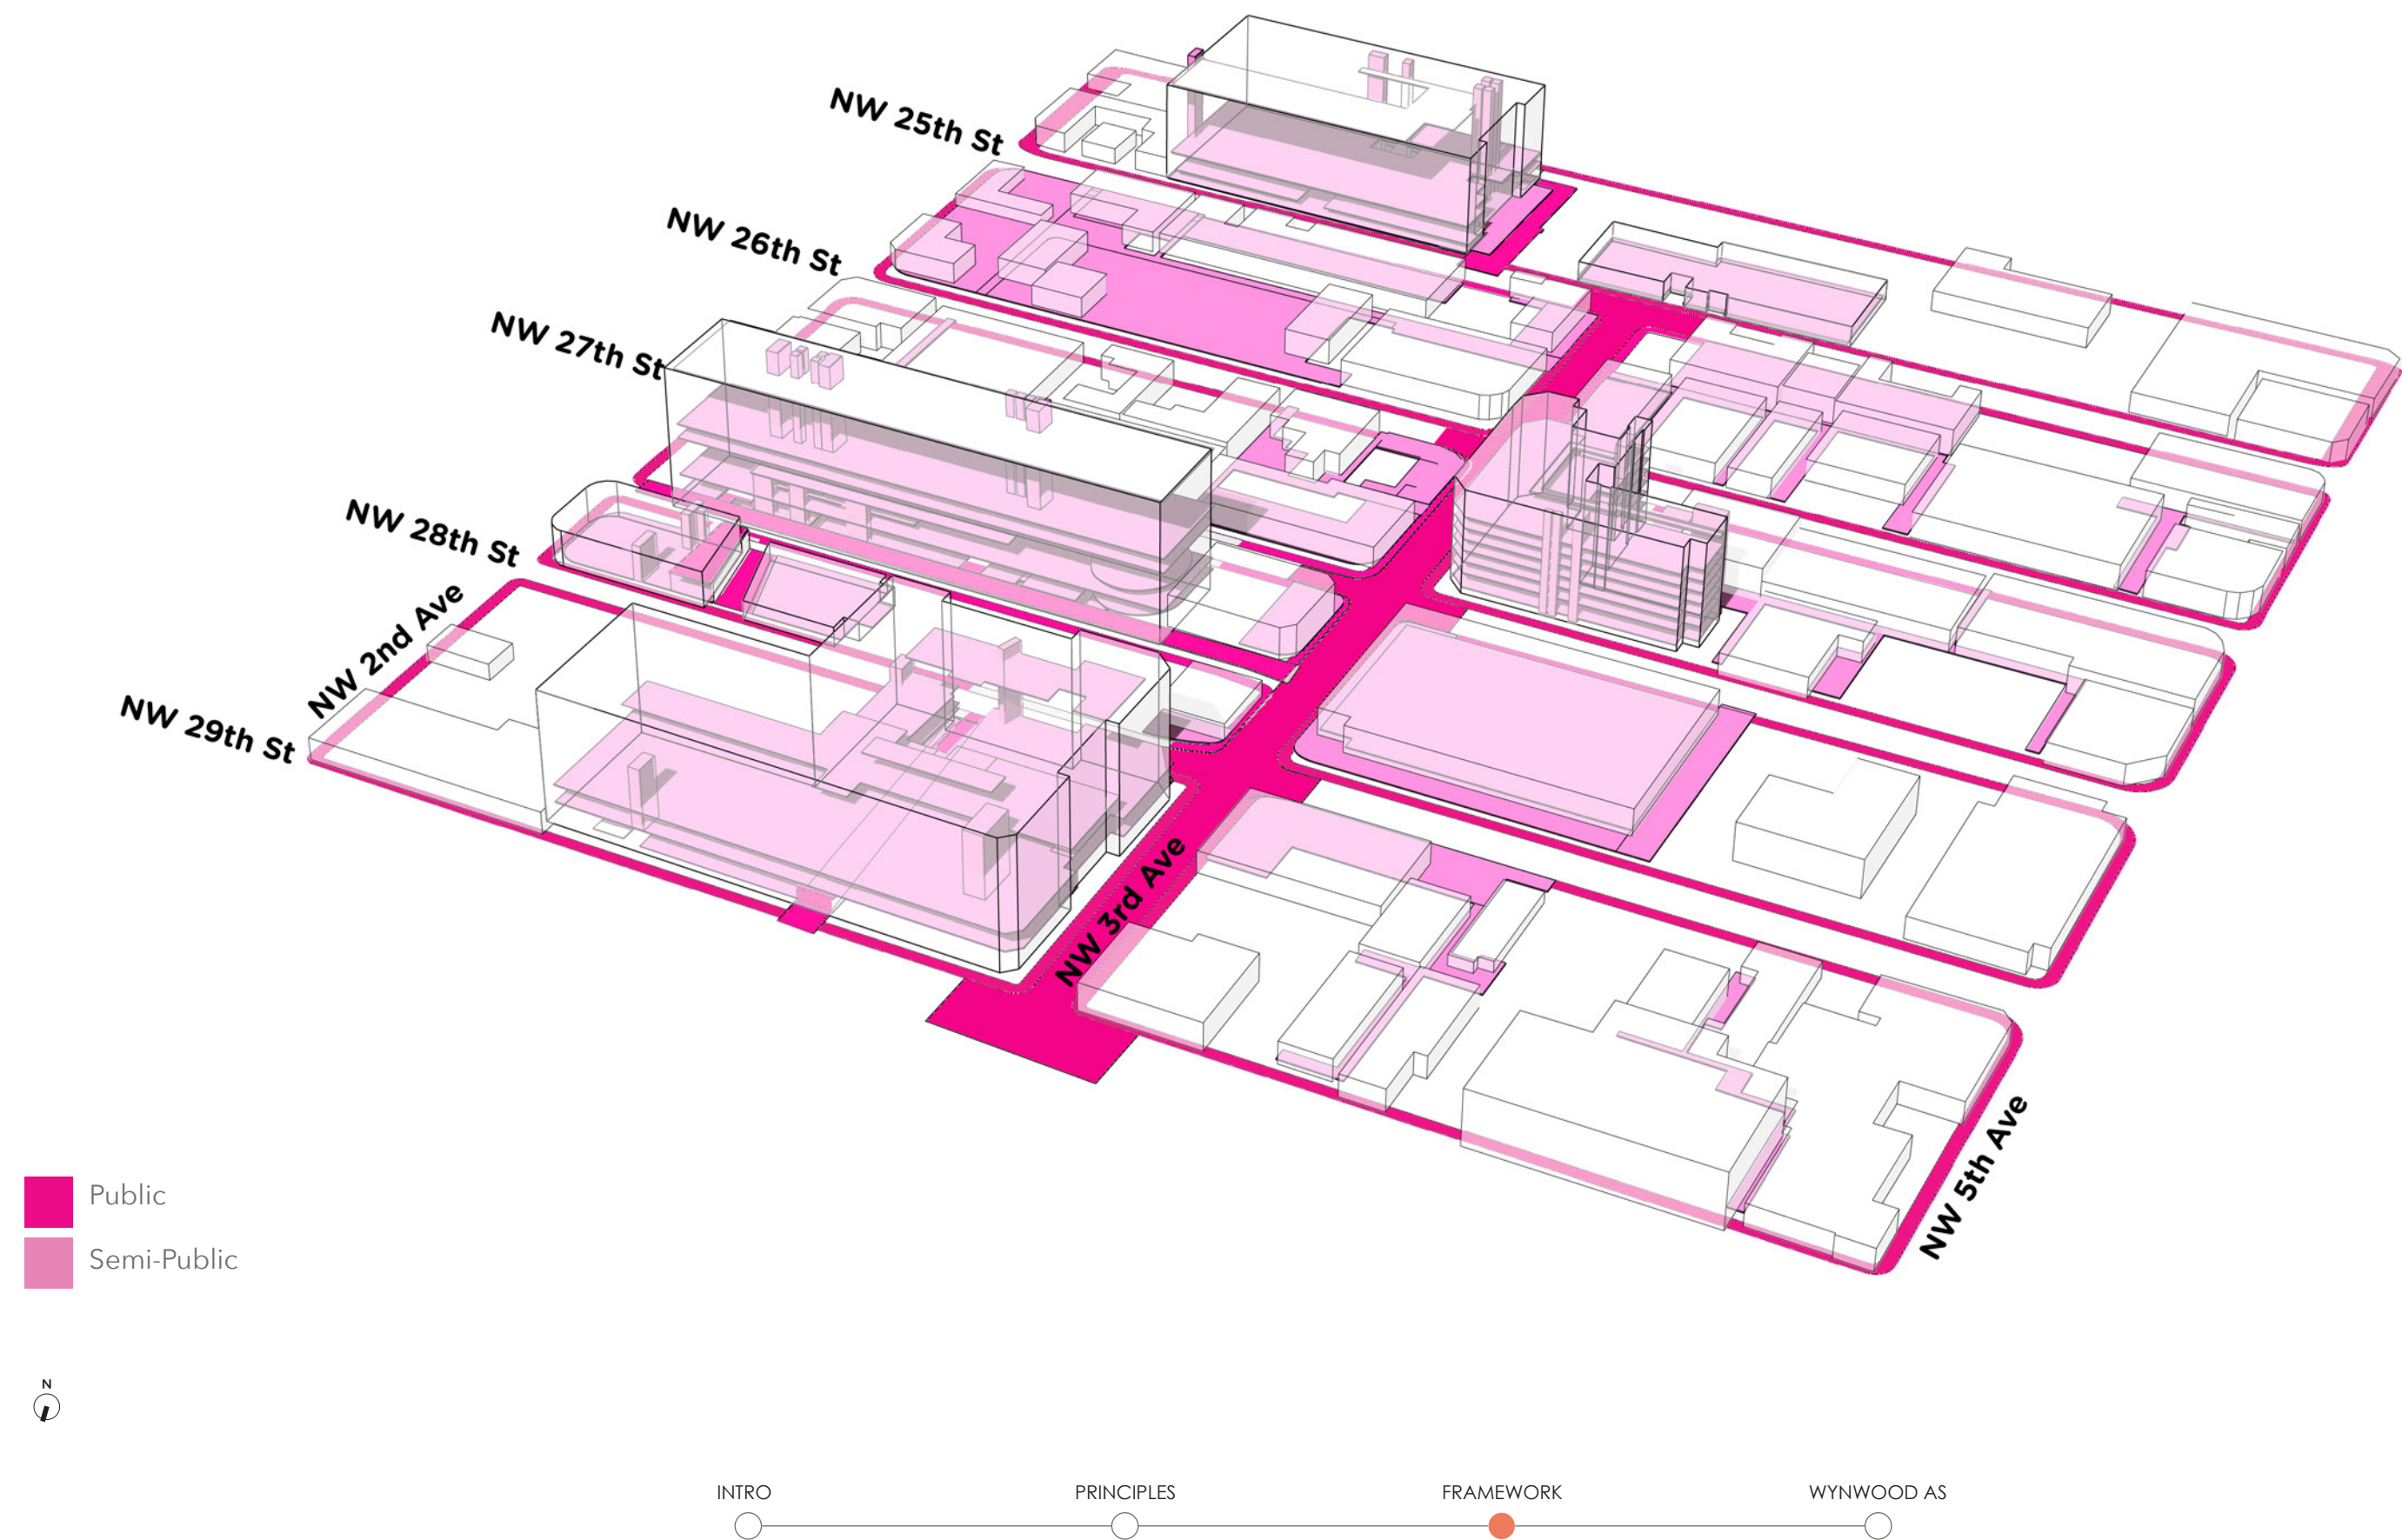 NW 25th St
NW 26th St
NW 27th St
NW 28th St
NW 2nd Ave
NW 29th St
NW 3rd Ave
NW 5th Ave
Public
Semi-Public
N
INTRO
PRINCIPLES
FRAMEWORK
WYNWOOD AS